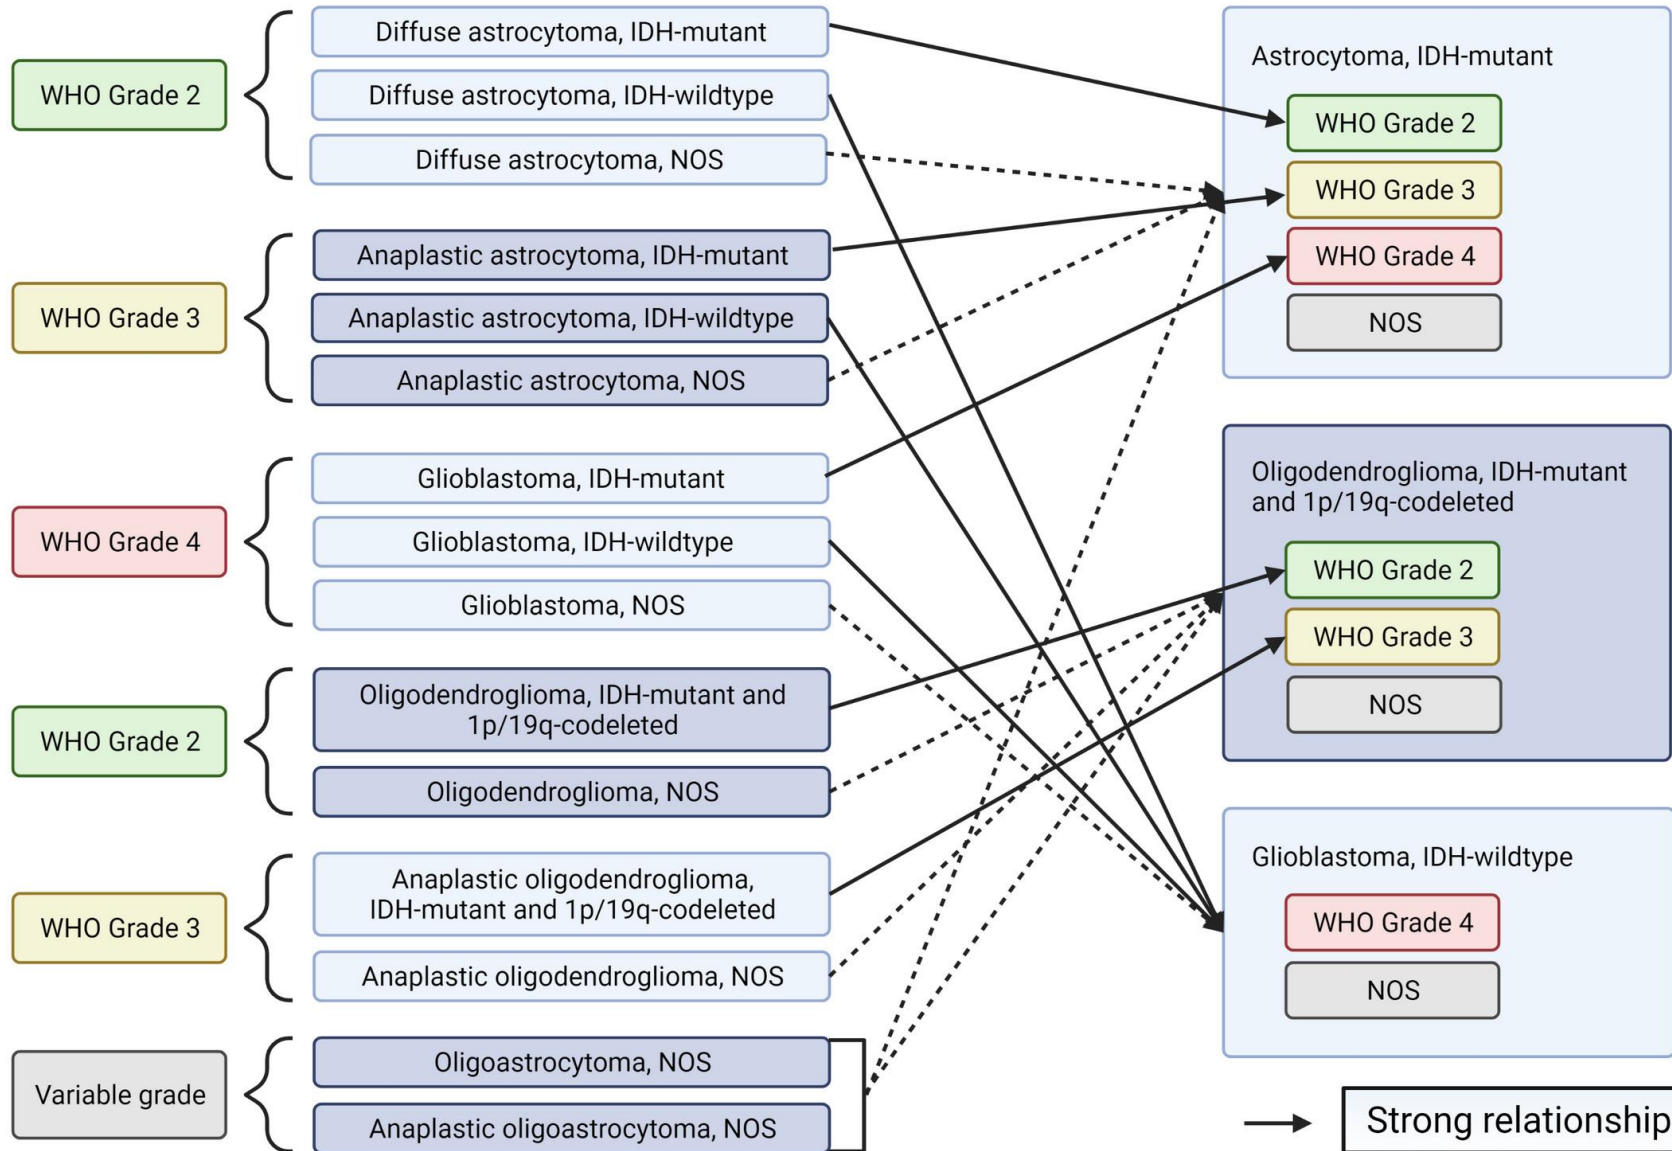 WHO Grade 2
Diffuse astrocytoma, IDH-mutant
Diffuse astrocytoma, IDH-wildtype
Diffuse astrocytoma, NOS
WHO Grade 3
Anaplastic astrocytoma, IDH-mutant
Anaplastic astrocytoma, IDH-wildtype
Anaplastic astrocytoma, NOS
WHO Grade 4
Glioblastoma, IDH-mutant
Glioblastoma, IDH-wildtype
Glioblastoma, NOS
WHO Grade 2
Oligodendroglioma, IDH-mutant and
1p/19q-codeleted
Oligodendroglioma, NOS
WHO Grade 3
Anaplastic oligodendroglioma,
IDH-mutant and 1p/19q-codeleted
Anaplastic oligodendroglioma, NOS
Variable grade
Oligoastrocytoma, NOS
Anaplastic oligoastrocytoma, NOS
Astrocytoma, IDH-mutant
WHO Grade 2
WHO Grade 3
WHO Grade 4
NOS
Oligodendroglioma, IDH-mutant
and 1p/19q-codeleted
WHO Grade 2
WHO Grade 3
NOS
Glioblastoma, IDH-wildtype
WHO Grade 4
NOS
Strong relationship